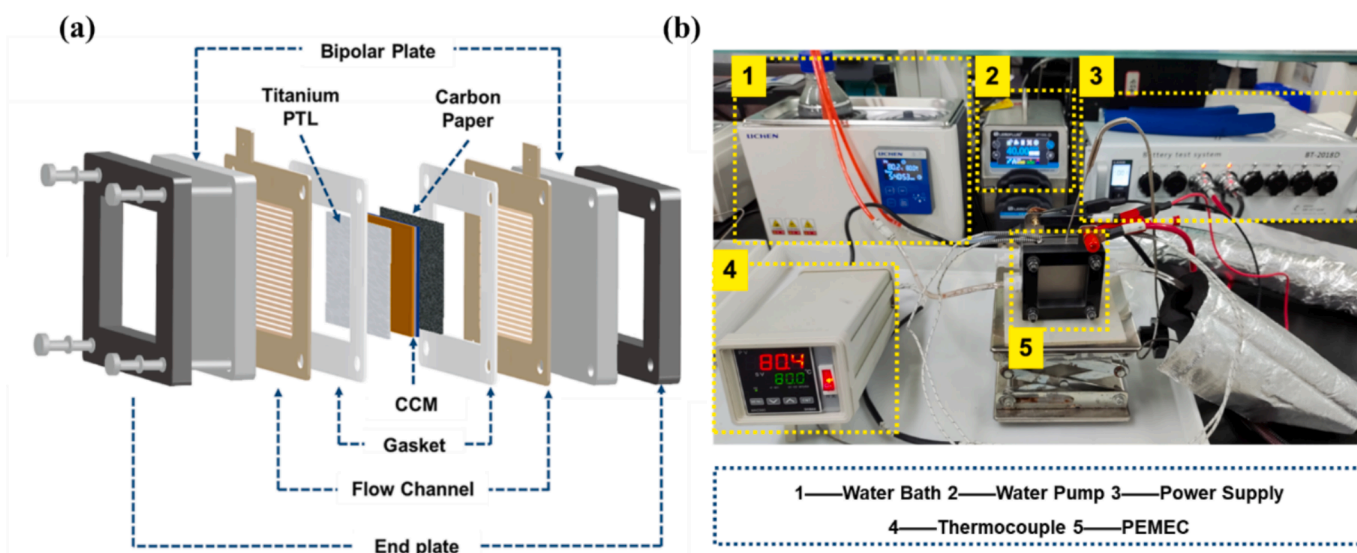 (a)
Bipolar Plate
Titanium
PTL
Carbon
Paper
CCM
Gasket
Flow Channel
End plate
(b)
1
2
3
4
5
UCHEN
Battery test system
BT-2018D
80.4
80.0
1——Water Bath 2——Water Pump 3——Power Supply
4——Thermocouple 5——PEMEC